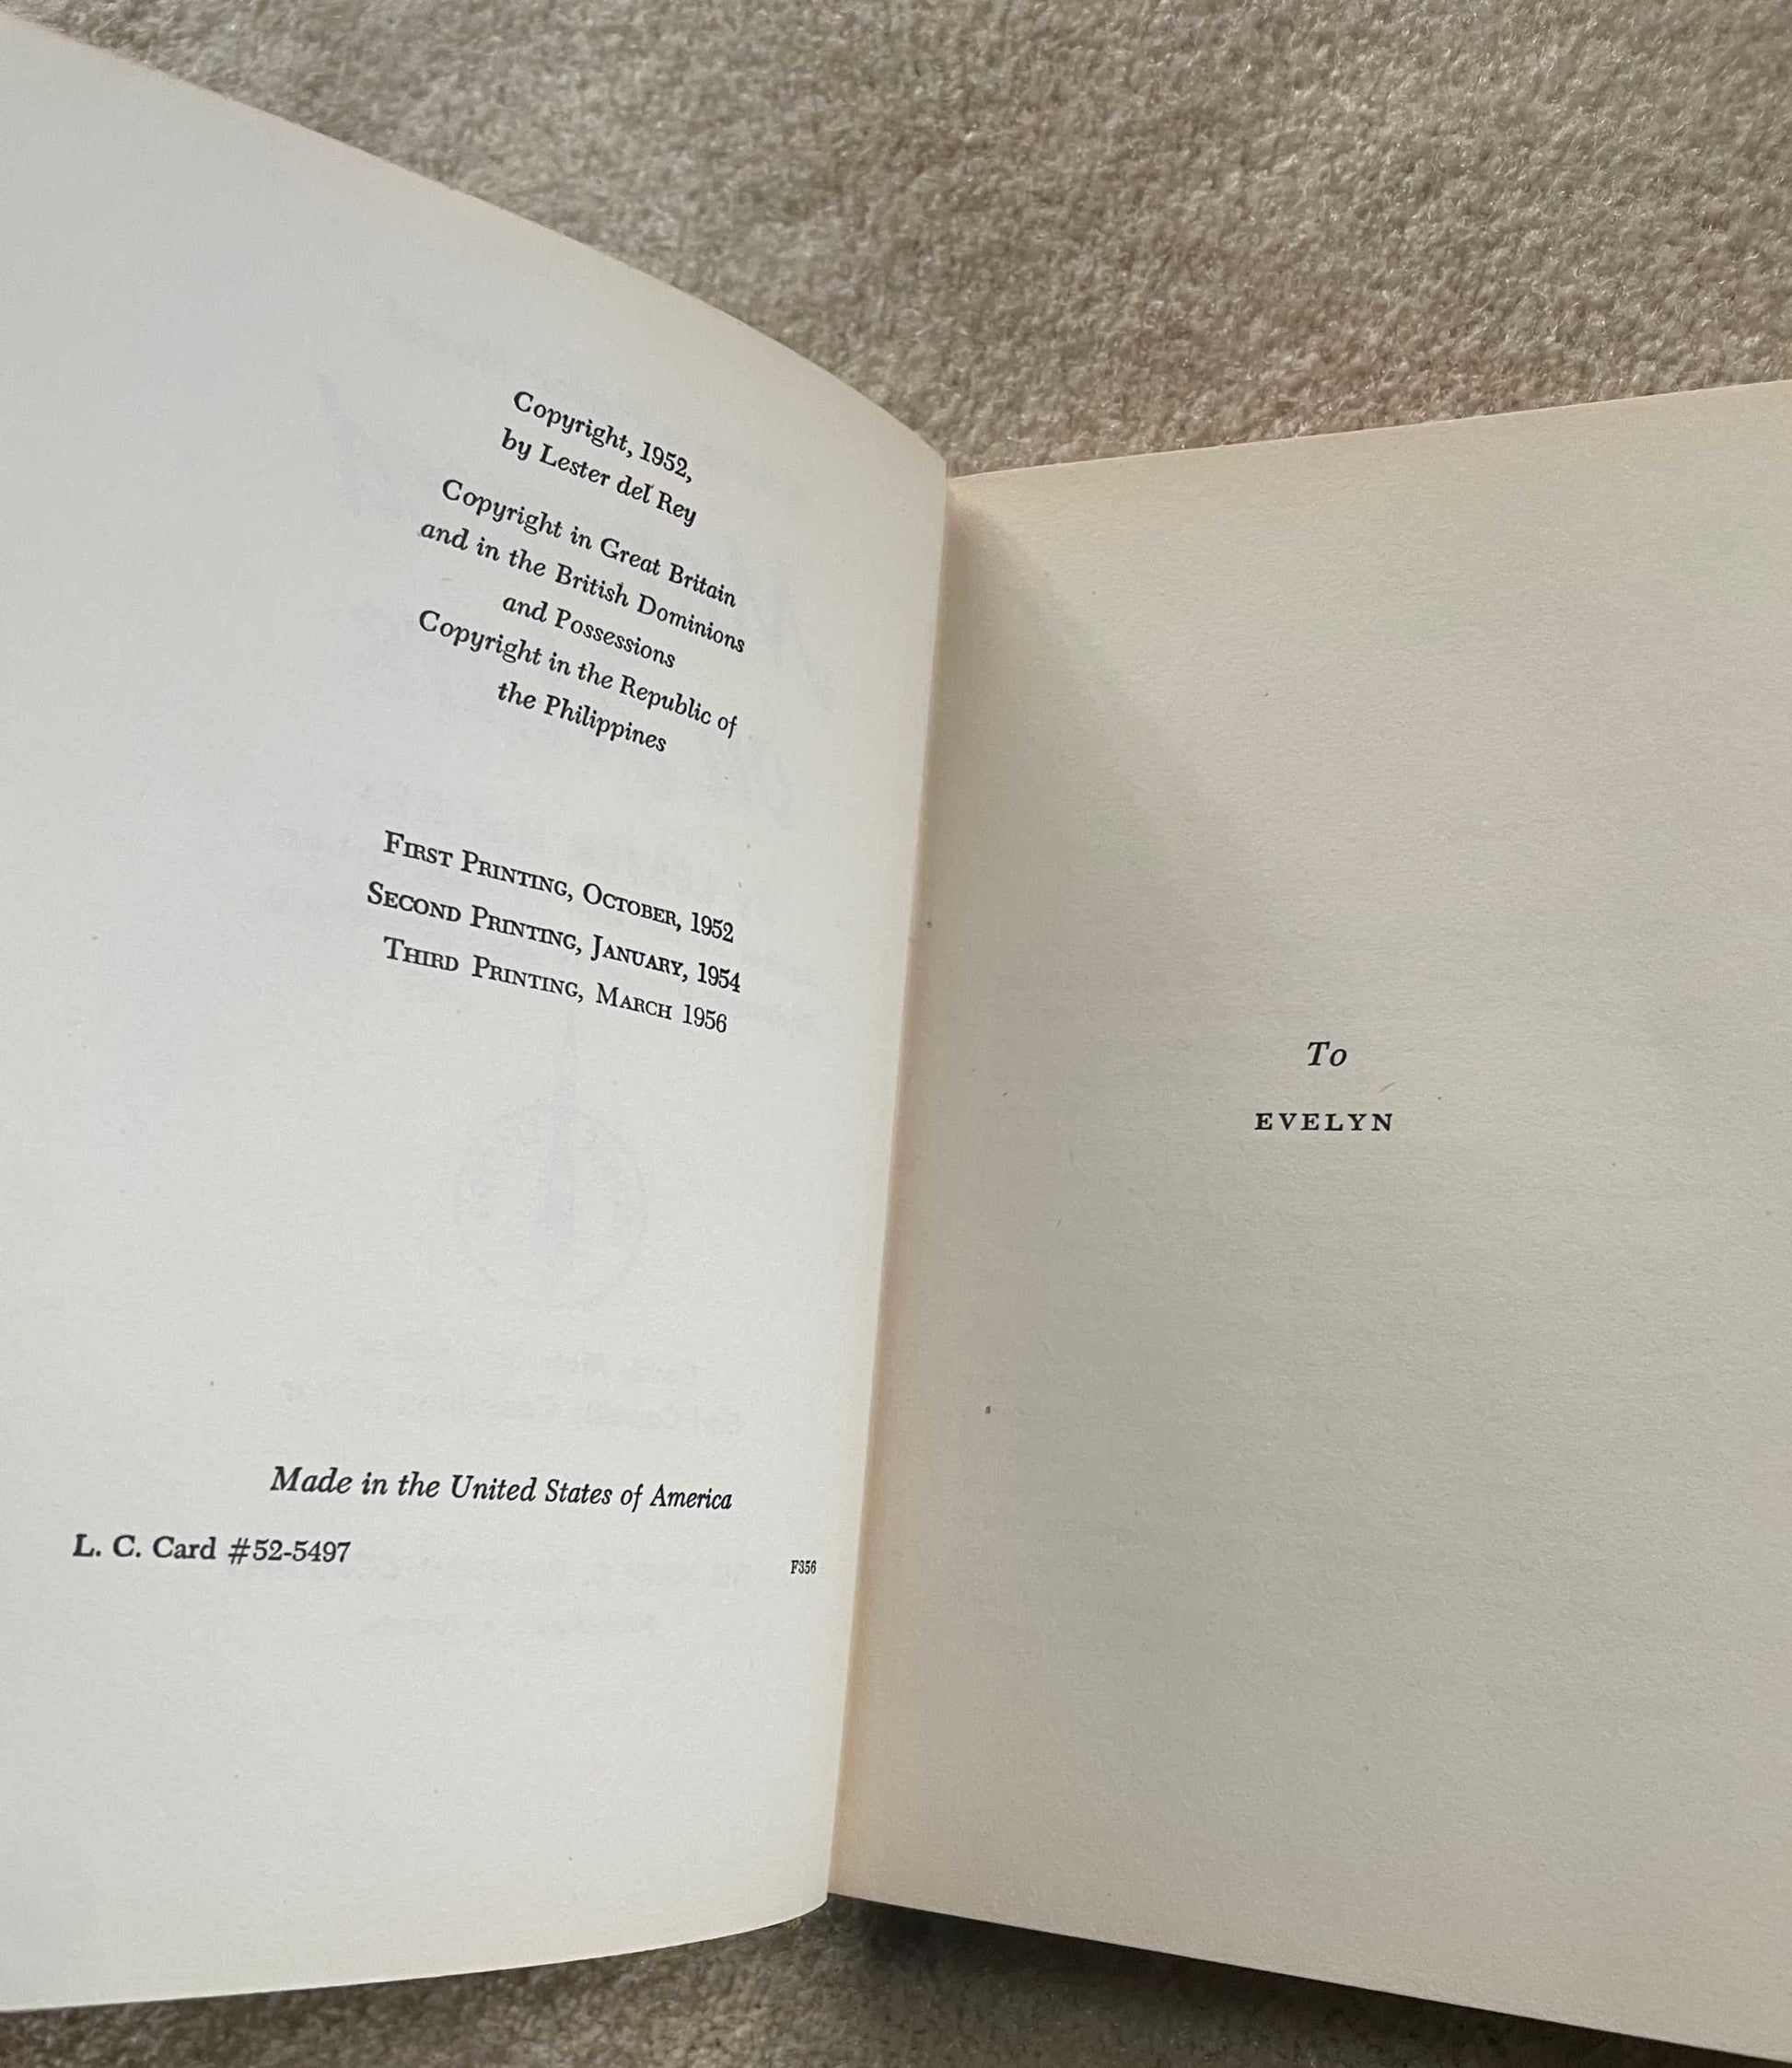 Copyright, 1952,
by Lester del Rey
Copyright in Great Britain
and in the British Dominions
and Possessions
Copyright in the Republic of
the Philippines
First Printing, October, 1952
Second Printing, January, 1954
Third Printing, March 1956
Made in the United States of America
L. C. Card #52-5497
F356
To
EVELYN